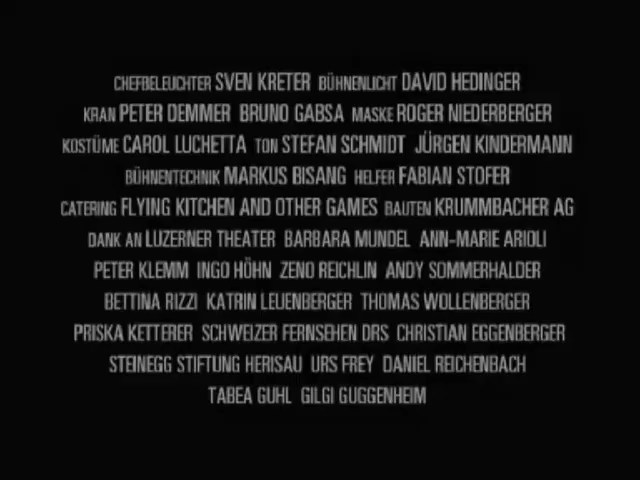 CHEFBELEUCHTER SVEN KRETER BÜHNENLICHT DAVID HEDINGER
KRAN PETER DEMMER BRUNO GABSA MASKE ROGER NIEDERBERGER
KOSTÜME CAROL LUCHETTA TON STEFAN SCHMIDT JÜRGEN KINDERMANN
BÜHNENTECHNIK MARKUS BISANG HELFER FABIAN STOFER
CATERING FLYING KITCHEN AND OTHER GAMES BAUTEN KRUMMBACHER AG
DANK AN LUZERNER THEATER BARBARA MUNDEL ANN-MARIE ARIOLI
PETER KLEMM INGO HÖHN ZENO REICHLIN ANDY SOMMERHALDER
BETTINA RIZZI KATRIN LEUENBERGER THOMAS WOLLENBERGER
PRISKA KETTERER SCHWEIZER FERNSEHEN DRS CHRISTIAN EGGENBERGER
STEINEGG STIFTUNG HERISAU URS FREY DANIEL REICHENBACH
TABEA GUHL GILGI GUGGENHEIM